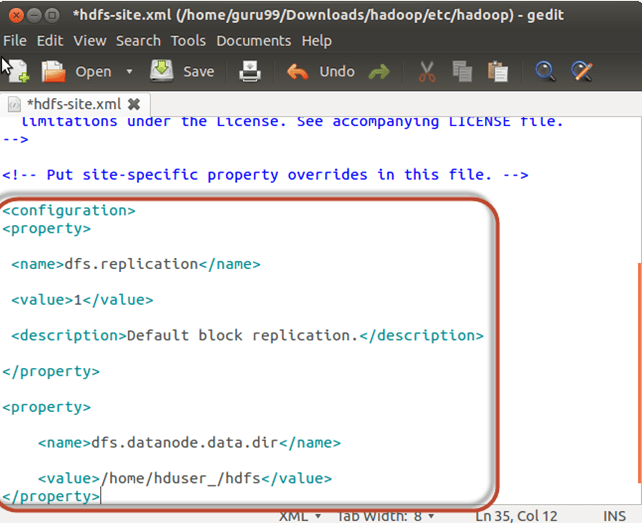 *hdfs-site.xml (/home/guru99/Downloads/hadoop/etc/hadoop) - gedit
File Edit View Search Tools Documents Help
Open Save Undo
*hdfs-site.xml
limitations under the License. See accompanying LICENSE file.
-->
<!-- Put site-specific property overrides in this file. -->
<configuration>
<property>
<name>dfs.replication</name>
<value>1</value>
<description>Default block replication.</description>
</property>
<property>
<name>dfs.datanode.data.dir</name>
<value>/home/hduser_/hdfs</value>
</property>
XML Tab Width: 8 Ln 35, Col 12 INS